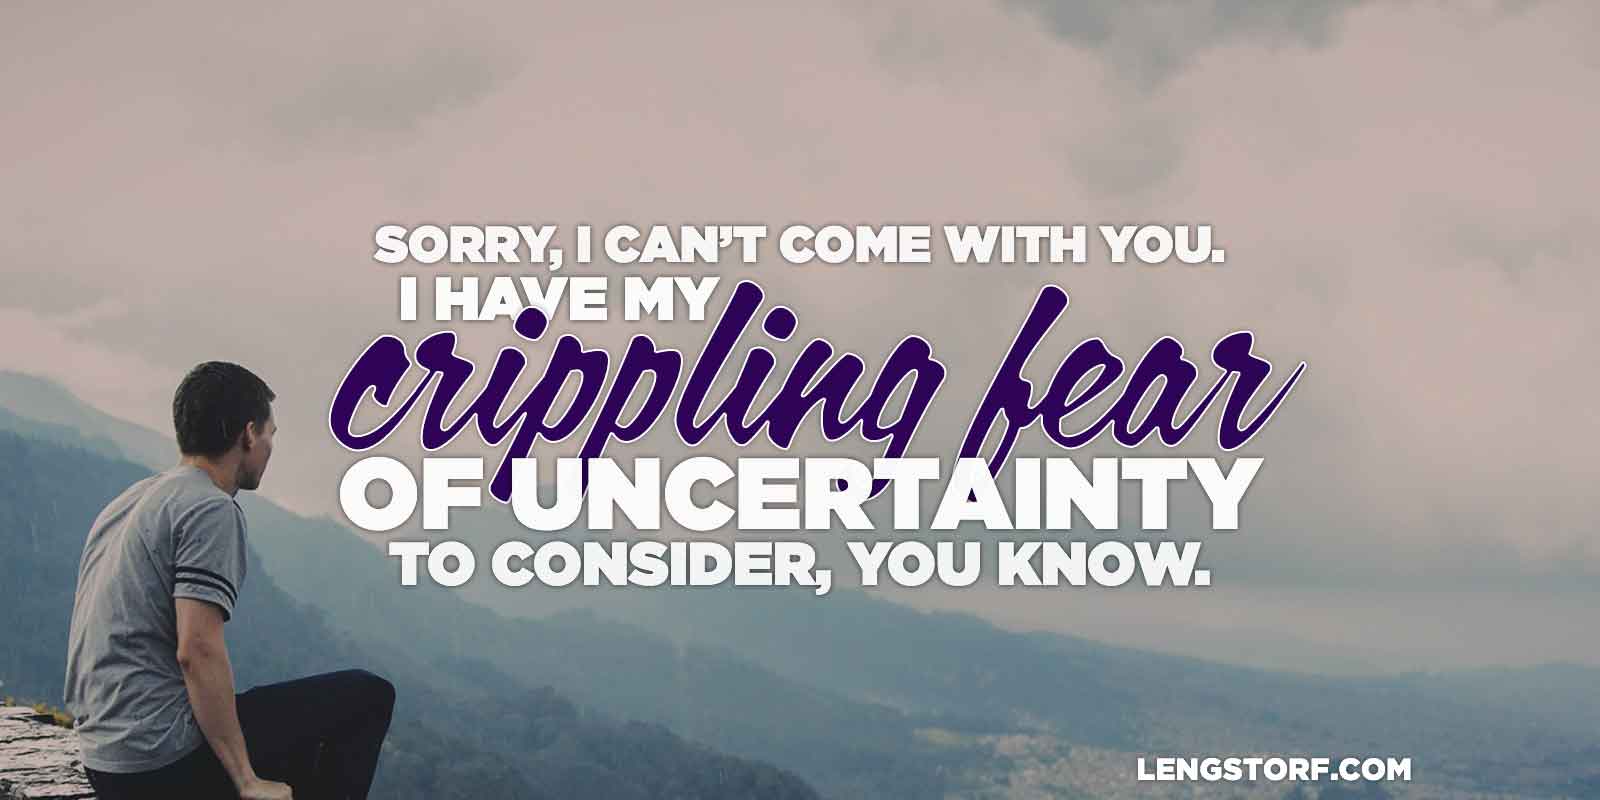 SORRY, I CAN'T COME WITH YOU.
I HAVE MY
crippling fear
OF UNCERTAINTY
TO CONSIDER, YOU KNOW.
LENGSTORF.COM